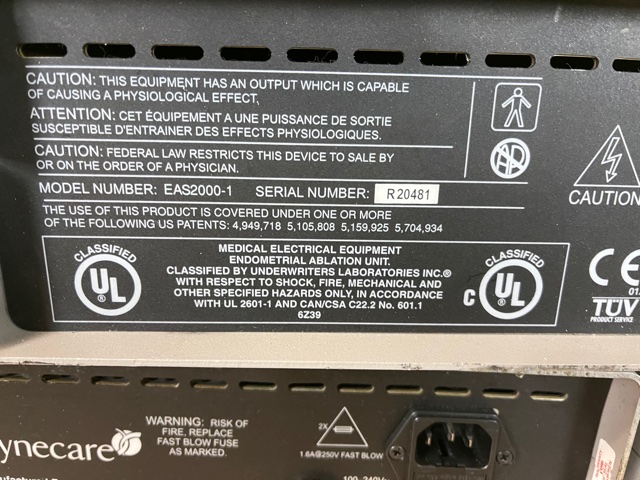 CAUTION: THIS EQUIPMENT HAS AN OUTPUT WHICH IS CAPABLE
OF CAUSING A PHYSIOLOGICAL EFFECT,
ATTENTION: CET ÉQUIPEMENT A UNE PUISSANCE DE SORTIE
SUSCEPTIBLE D'ENTRAINER DES EFFETS PHYSIOLOGIQUES.
CAUTION: FEDERAL LAW RESTRICTS THIS DEVICE TO SALE BY
OR ON THE ORDER OF A PHYSICIAN.
MODEL NUMBER: EAS2000-1 SERIAL NUMBER: R20481
THE USE OF THIS PRODUCT IS COVERED UNDER ONE OR MORE
OF THE FOLLOWING US PATENTS: 4,949,718 5,105,808 5,159,925 5,704,934
CAUTION
CLASSIFIED
UL
MEDICAL ELECTRICAL EQUIPMENT
ENDOMETRIAL ABLATION UNIT.
CLASSIFIED BY UNDERWRITERS LABORATORIES INC.®
WITH RESPECT TO SHOCK, FIRE, MECHANICAL AND
OTHER SPECIFIED HAZARDS ONLY, IN ACCORDANCE
WITH UL 2601-1 AND CAN/CSA C22.2 No. 601.1
6Z39
CLASSIFIED
C UL
CE
01
TÜV
PRODUCT SERVICE
ynecare
WARNING: RISK OF
FIRE, REPLACE
FAST BLOW FUSE
AS MARKED.
2X
1.6A@250V FAST BLOW
100-240V